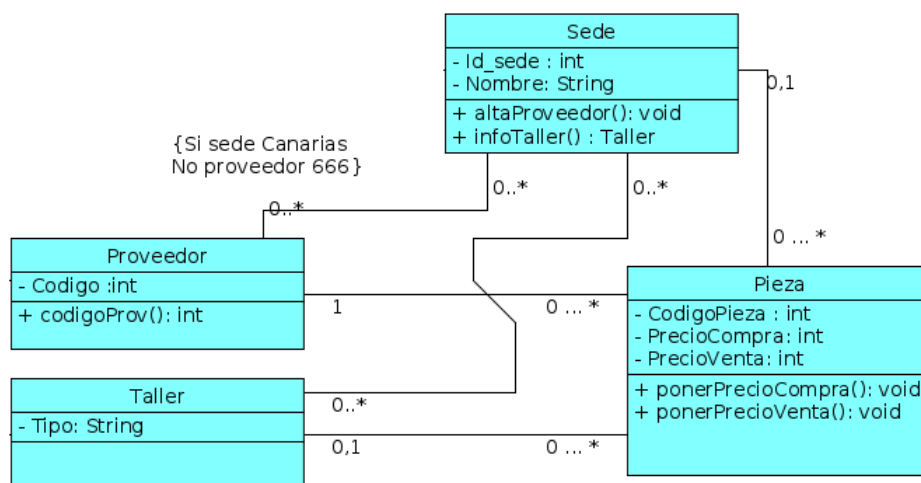 Sede
- Id_sede : int
- Nombre: String
+ altaProveedor(): void
+ infoTaller() : Taller
0,1
{Si sede Canarias
No proveedor 666}
0..*
0..*
0..*
0 ... *
Proveedor
- Codigo :int
+ codigoProv(): int
1
0 ... *
Pieza
- CodigoPieza : int
- PrecioCompra: int
- PrecioVenta: int
+ ponerPrecioCompra(): void
+ ponerPrecioVenta(): void
Taller
- Tipo: String
0..*
0,1
0 ... *